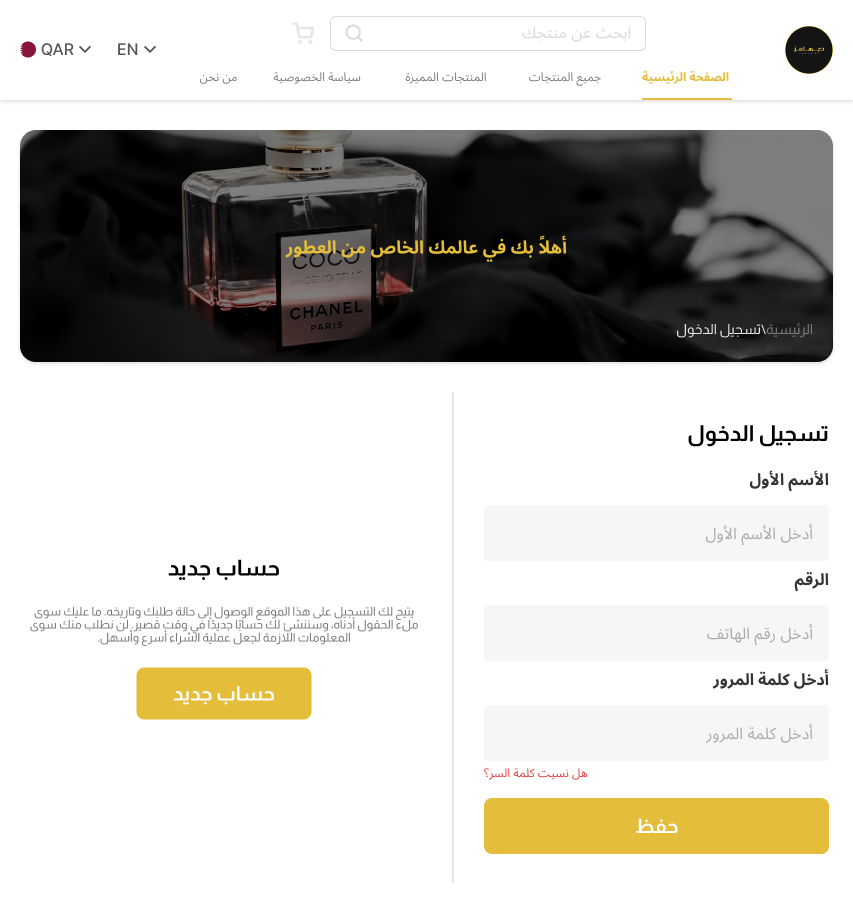 ابحث عن منتجك
EN
QAR
الصفحة الرئيسية
جميع المنتجات
المنتجات المميزة
سياسة الخصوصية
من نحن
أهلاً بك في عالمك الخاص من العطور
COCO
MADEMOISELLE
CHANEL
PARIS
الرئيسية\تسجيل الدخول
تسجيل الدخول
الأسم الأول
أدخل الأسم الأول
الرقم
أدخل رقم الهاتف
أدخل كلمة المرور
أدخل كلمة المرور
هل نسيت كلمة السر؟
حفظ
حساب جديد
يتيح لك التسجيل على هذا الموقع الوصول إلى حالة طلبك وتاريخه. ما عليك سوى
ملء الحقول أدناه، وسننشئ لك حسابًا جديدًا في وقت قصير. لن نطلب منك سوى
المعلومات اللازمة لجعل عملية الشراء أسرع وأسهل.
حساب جديد